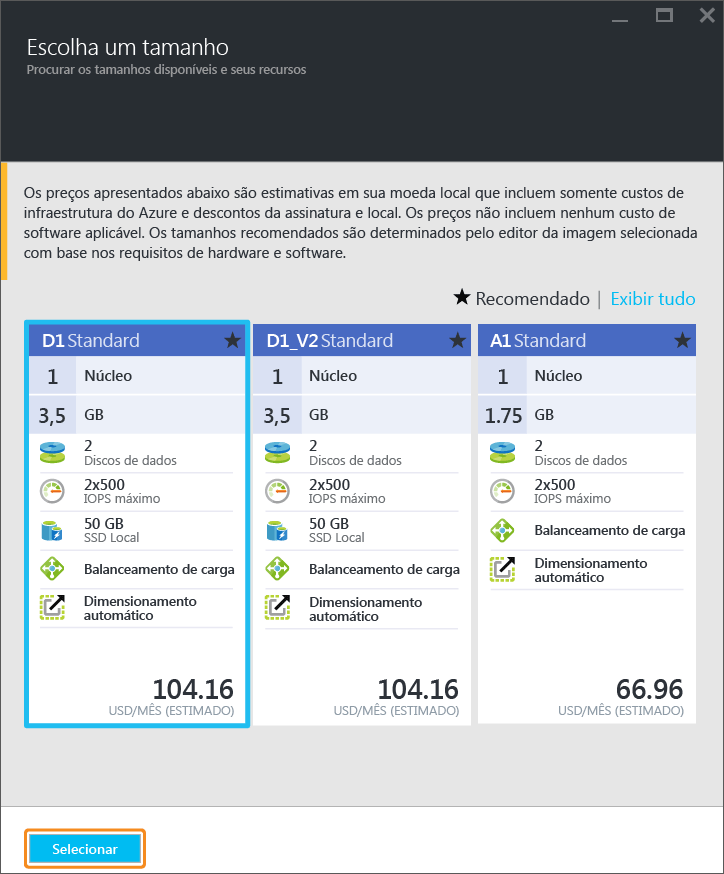 Escolha um tamanho
Procurar os tamanhos disponíveis e seus recursos
Os preços apresentados abaixo são estimativas em sua moeda local que incluem somente custos de
infraestrutura do Azure e descontos da assinatura e local. Os preços não incluem nenhum custo de
software aplicável. Os tamanhos recomendados são determinados pelo editor da imagem selecionada
com base nos requisitos de hardware e software.
Recomendado | Exibir tudo
D1 Standard
1 Núcleo
3,5 GB
2
Discos de dados
2x500
IOPS máximo
50 GB
SSD Local
Balanceamento de carga
Dimensionamento
automático
104.16
USD/MÊS (ESTIMADO)
D1_V2 Standard
1 Núcleo
3,5 GB
2
Discos de dados
2x500
IOPS máximo
50 GB
SSD Local
Balanceamento de carga
Dimensionamento
automático
104.16
USD/MÊS (ESTIMADO)
A1 Standard
1 Núcleo
1.75 GB
2
Discos de dados
2x500
IOPS máximo
Balanceamento de carga
Dimensionamento
automático
66.96
USD/MÊS (ESTIMADO)
Selecionar